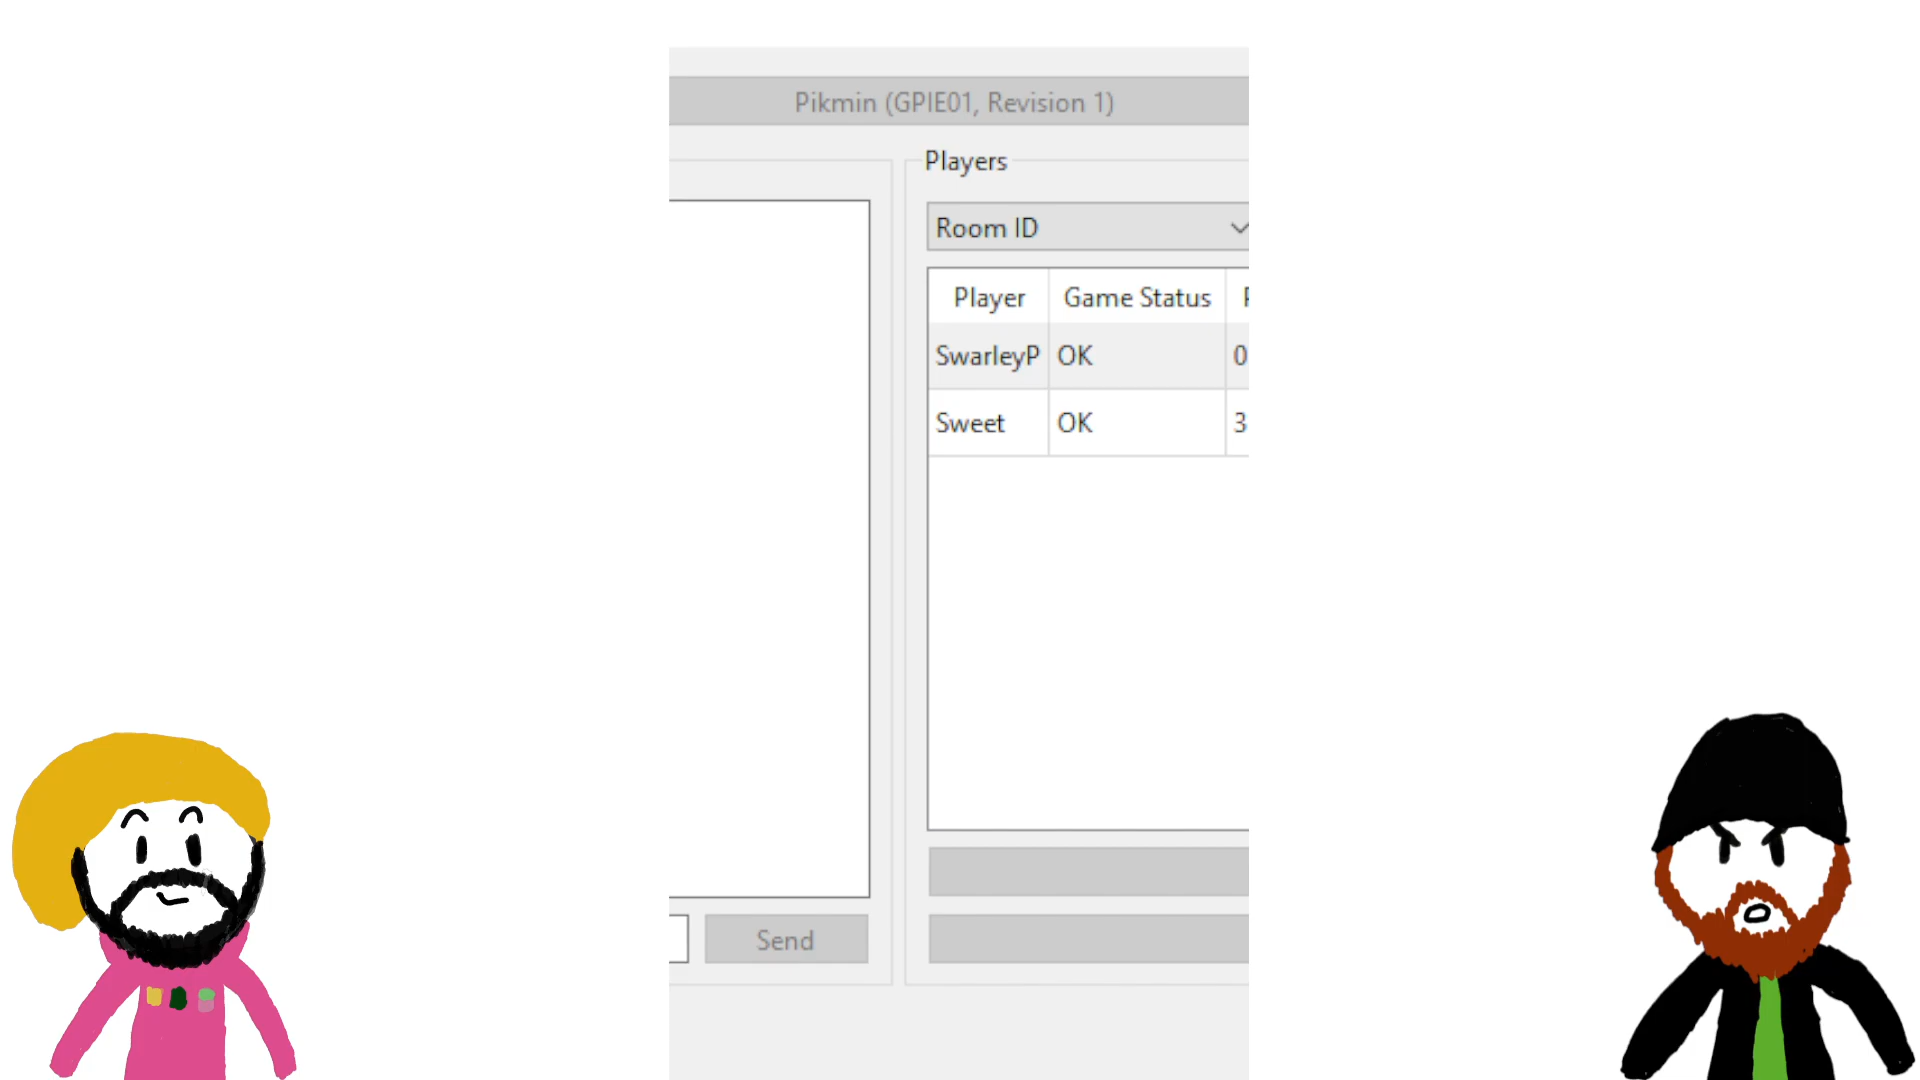 Pikmin (GPIE01, Revision 1)
Players
Room ID
Player Game Status
SwarleyP OK 0
Sweet OK 3
Send